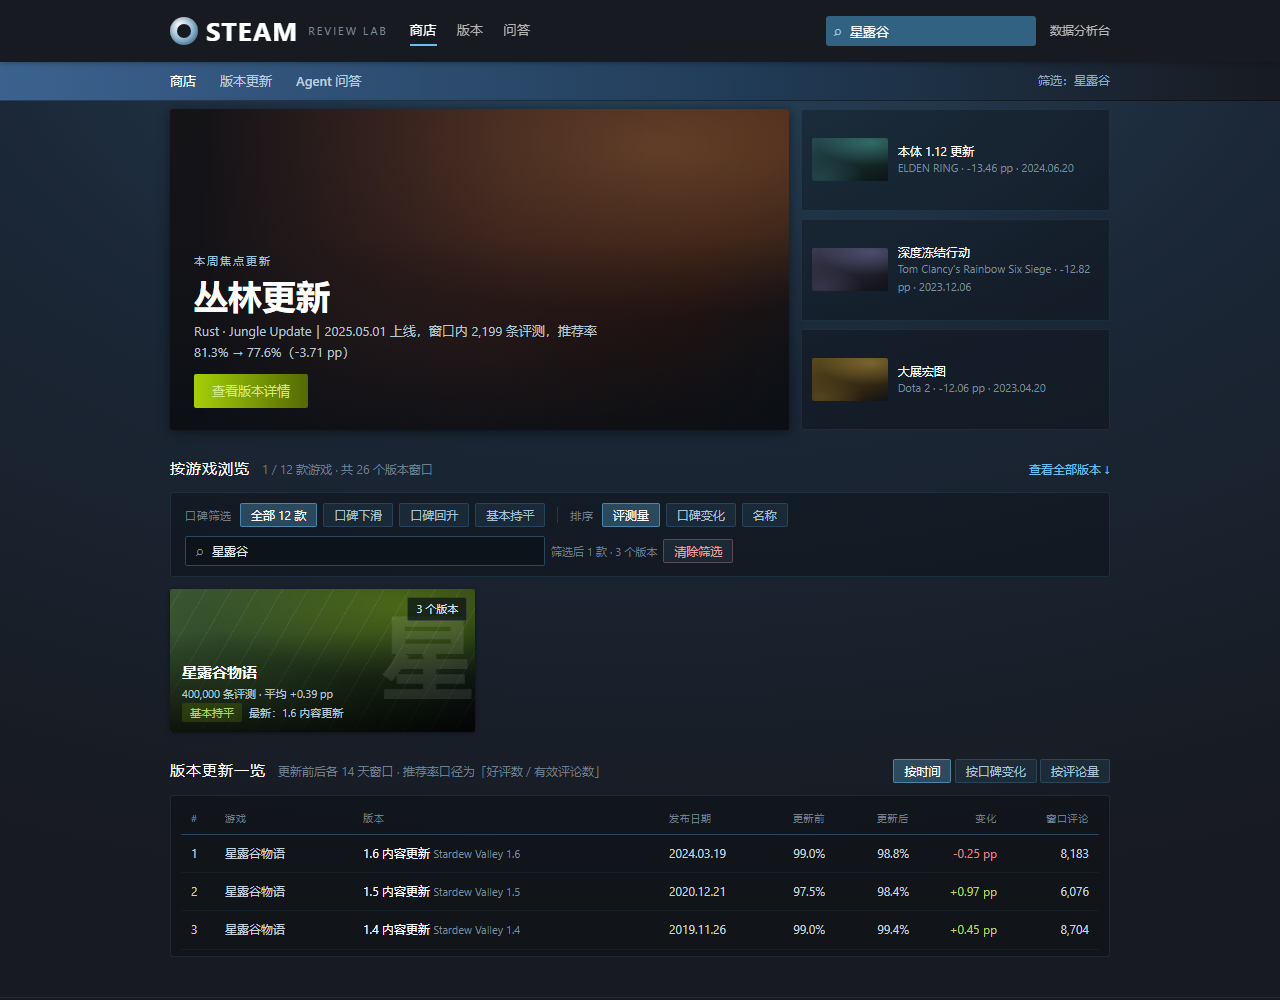 STEAM REVIEW LAB 商店 版本 问答 星露谷 数据分析台
商店 版本更新 Agent 问答 筛选：星露谷
本周焦点更新
丛林更新
Rust · Jungle Update | 2025.05.01 上线，窗口内 2,199 条评测，推荐率
81.3% → 77.6%（-3.71 pp）
查看版本详情
本体 1.12 更新
ELDEN RING · -13.46 pp · 2024.06.20
深度冻结行动
Tom Clancy's Rainbow Six Siege · -12.82
pp · 2023.12.06
大展宏图
Dota 2 · -12.06 pp · 2023.04.20
按游戏浏览 1 / 12 款游戏 · 共 26 个版本窗口 查看全部版本 ↓
口碑筛选 全部 12 款 口碑下滑 口碑回升 基本持平 排序 评测量 口碑变化 名称
星露谷 筛选后 1 款 · 3 个版本 清除筛选
3 个版本
星
星露谷物语
400,000 条评测 · 平均 +0.39 pp
基本持平 最新：1.6 内容更新
版本更新一览 更新前后各 14 天窗口 · 推荐率口径为「好评数 / 有效评论数」 按时间 按口碑变化 按评论量
# 游戏 版本 发布日期 更新前 更新后 变化 窗口评论
1 星露谷物语 1.6 内容更新 Stardew Valley 1.6 2024.03.19 99.0% 98.8% -0.25 pp 8,183
2 星露谷物语 1.5 内容更新 Stardew Valley 1.5 2020.12.21 97.5% 98.4% +0.97 pp 6,076
3 星露谷物语 1.4 内容更新 Stardew Valley 1.4 2019.11.26 99.0% 99.4% +0.45 pp 8,704